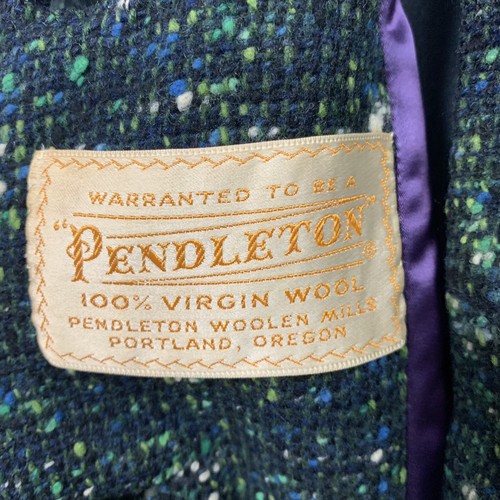 WARRANTED TO BE A
"PENDLETON"
100% VIRGIN WOOL
PENDLETON WOOLEN MILLS
PORTLAND, OREGON